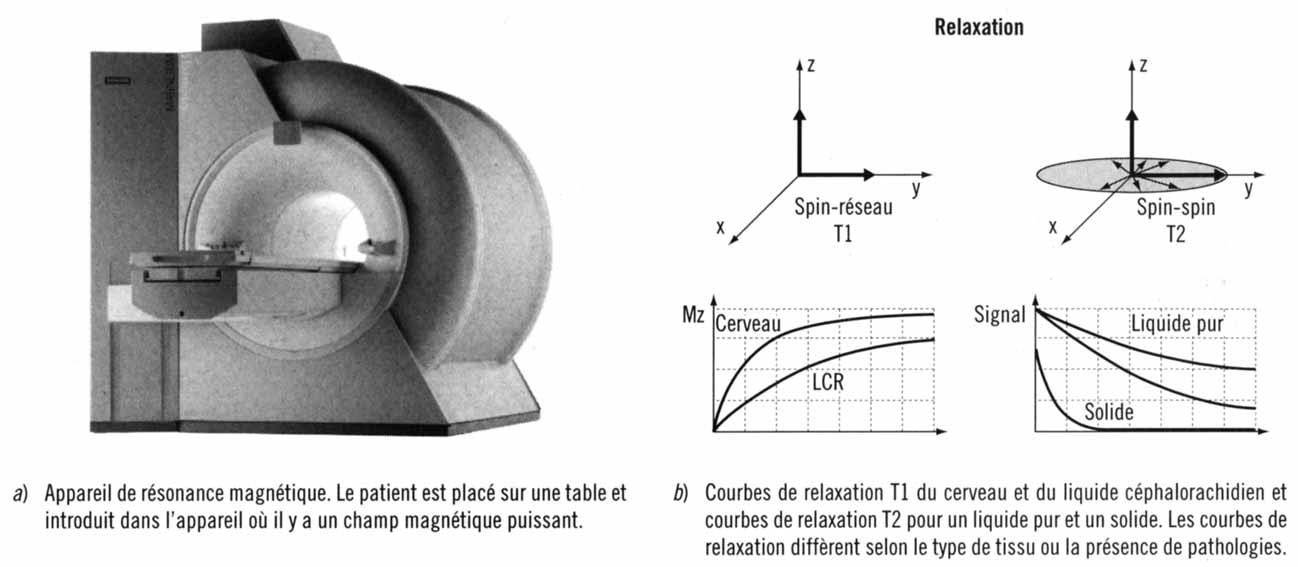 Relaxation
z
y
x
Spin-réseau
T1
z
y
x
Spin-spin
T2
Mz
Cerveau
LCR
Signal
Liquide pur
Solide
a) Appareil de résonance magnétique. Le patient est placé sur une table et
introduit dans l'appareil où il y a un champ magnétique puissant.
b) Courbes de relaxation T1 du cerveau et du liquide céphalorachidien et
courbes de relaxation T2 pour un liquide pur et un solide. Les courbes de
relaxation diffèrent selon le type de tissu ou la présence de pathologies.